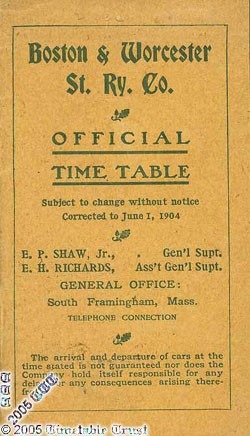 Boston & Worcester
St. Ry. Co.
OFFICIAL
TIME TABLE
Subject to change without notice
Corrected to June 1, 1904
E. P. SHAW, Jr., . Gen'l Supt.
E. H. RICHARDS, Ass't Gen'l Supt.
GENERAL OFFICE:
South Framingham, Mass.
TELEPHONE CONNECTION
The arrival and departure of cars at the
time stated is not guaranteed nor does the
Company hold itself responsible for any
delay or any consequences arising there-
from.
© 2005
© 2005